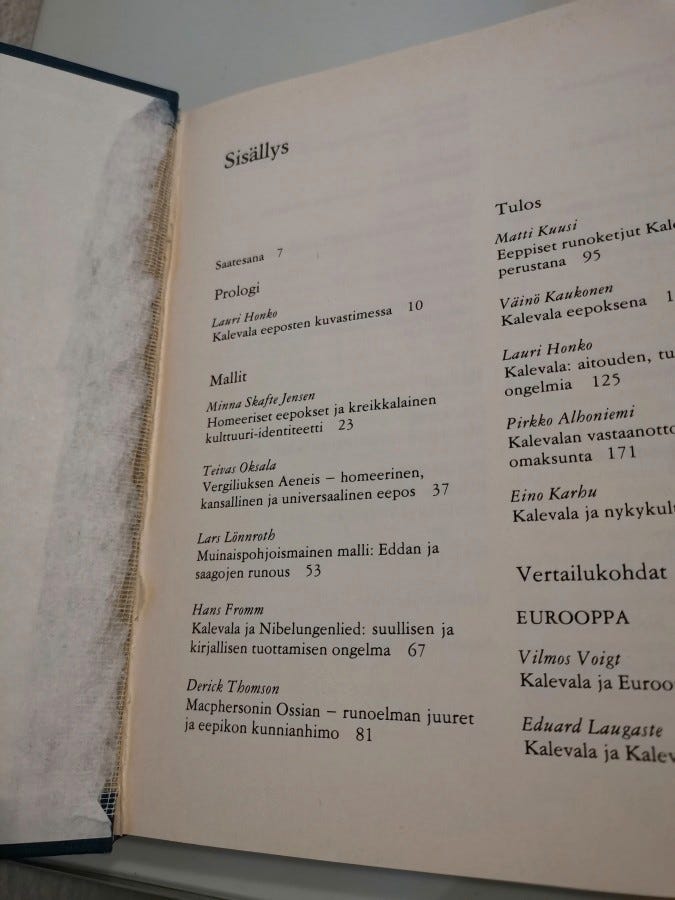 Sisällys
Saatesana 7
Prologi
Lauri Honko
Kalevala eeposten kuvastimessa 10
Mallit
Minna Skafte Jensen
Homeeriset eepokset ja kreikkalainen
kulttuuri-identiteetti 23
Teivas Oksala
Vergiliuksen Aeneis – homeerinen,
kansallinen ja universaalinen eepos 37
Lars Lönnroth
Muinaispohjoismainen malli: Eddan ja
saagojen runous 53
Hans Fromm
Kalevala ja Nibelungenlied: suullisen ja
kirjallisen tuottamisen ongelma 67
Derick Thomson
Macphersonin Ossian – runoelman juuret
ja eepikon kunnianhimo 81
Tulos
Matti Kuusi
Eeppiset runoketjut
perustana 95
Väinö Kaukonen
Kalevala eepoksena
Lauri Honko
Kalevala: aitouden,
ongelmia 125
Pirkko Alhoniemi
Kalevalan
omaksunta 171
Eino Karhu
Kalevala ja
Vertailukohdat
EUROOPPA
Vilmos Voigt
Kalevala ja
Eduard Laugaste
Kalevala ja